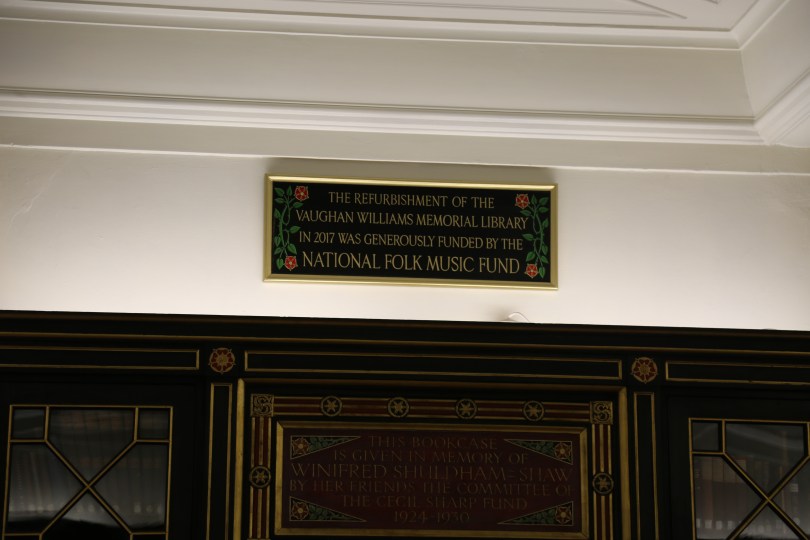 THE REFURBISHMENT OF THE
VAUGHAN WILLIAMS MEMORIAL LIBRARY
IN 2017 WAS GENEROUSLY FUNDED BY THE
NATIONAL FOLK MUSIC FUND
THIS BOOKCASE
IS GIVEN IN MEMORY OF
WINIFRED SHULDHAM-SHAW
BY HER FRIENDS THE COMMITTEE OF
THE CECIL SHARP FUND
1924-1930